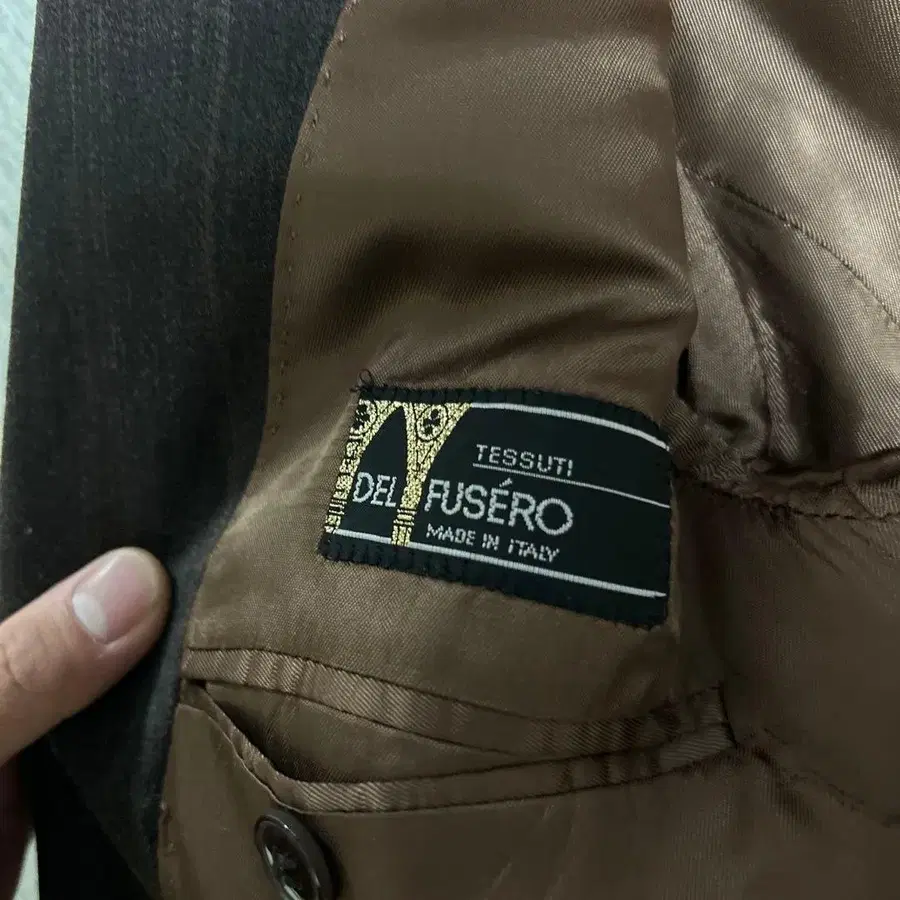 TESSUTI
DEL FUSÉRO
MADE IN ITALY